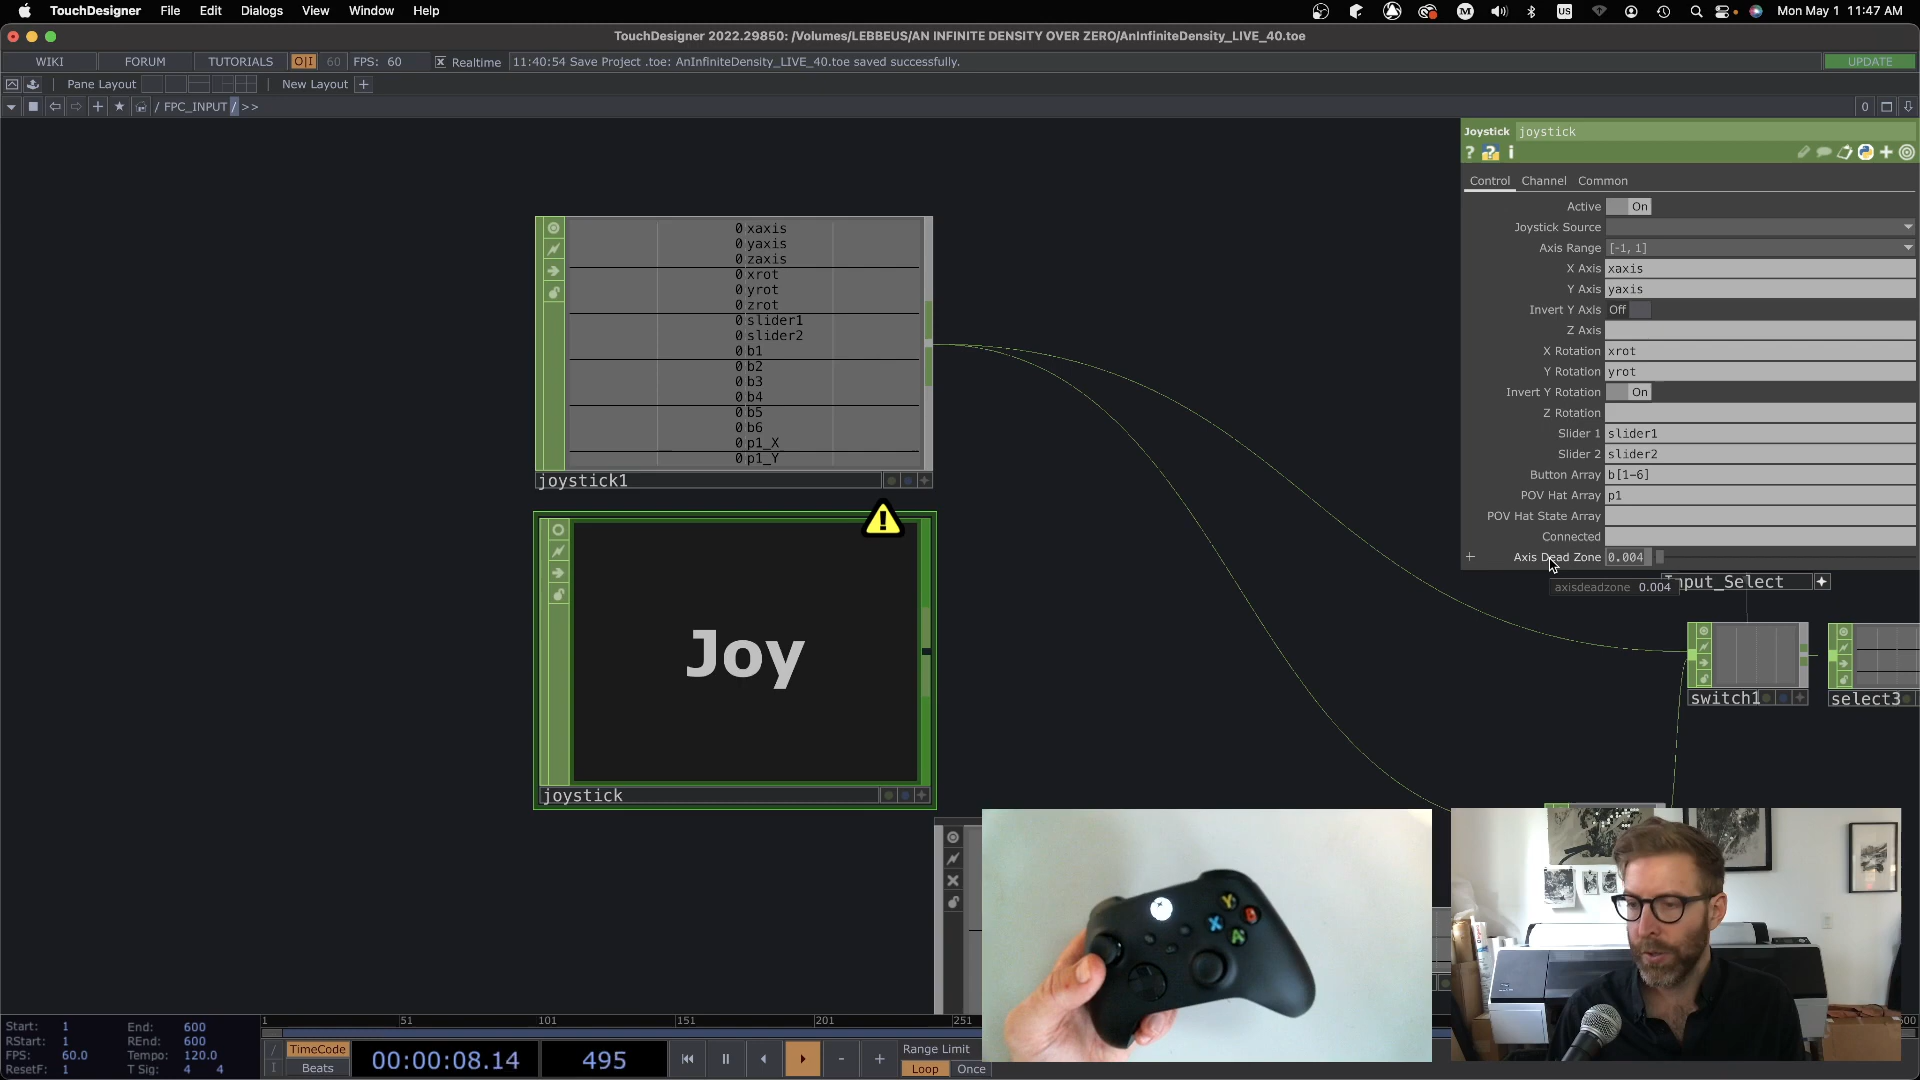 TouchDesigner File Edit Dialogs View Window Help
US Mon May 1 11:47 AM
TouchDesigner 2022.29850: /Volumes/LEBBEUS/AN INFINITE DENSITY OVER ZERO/AnInfiniteDensity_LIVE_40.toe
WIKI FORUM TUTORIALS O|I 60 FPS: 60 Realtime 11:40:54 Save Project .toe: AnInfiniteDensity_LIVE_40.toe saved successfully. UPDATE
Pane Layout New Layout +
/ FPC_INPUT / >> 0
Joystick joystick
? i
Control Channel Common
Active On
Joystick Source
Axis Range [-1, 1]
X Axis xaxis
Y Axis yaxis
Invert Y Axis Off
Z Axis
X Rotation xrot
Y Rotation yrot
Invert Y Rotation On
Z Rotation
Slider 1 slider1
Slider 2 slider2
Button Array b[1-6]
POV Hat Array p1
POV Hat State Array
Connected
+ Axis Dead Zone 0.004
axisdeadzone 0.004
0 xaxis
0 yaxis
0 zaxis
0 xrot
0 yrot
0 zrot
0 slider1
0 slider2
0 b1
0 b2
0 b3
0 b4
0 b5
0 b6
0 p1_X
0 p1_Y
joystick1
Joy
joystick
nput_Select
switch1
select3
Y
X
B
A
1 51 101 151 201 251
Start: 1 End: 600
RStart: 1 REnd: 600
FPS: 60.0 Tempo: 120.0
ResetF: 1 T Sig: 4 4
TimeCode
Beats
00:00:08.14
495
- +
Range Limit
Loop Once